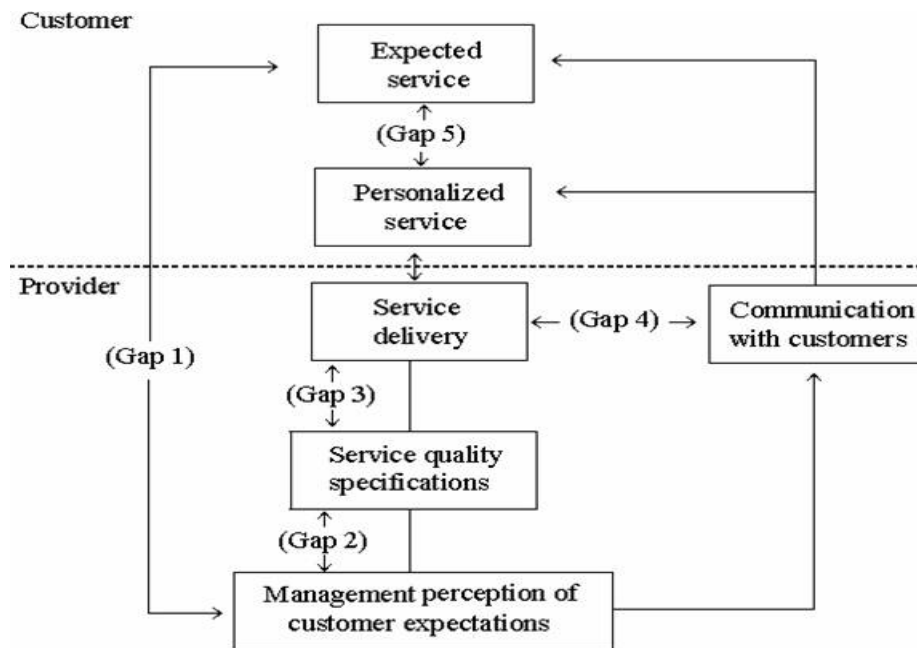 Customer
Expected
service
(Gap 5)
Personalized
service
Provider
Service
delivery
(Gap 4)
Communication
with customers
(Gap 1)
(Gap 3)
Service quality
specifications
(Gap 2)
Management perception of
customer expectations